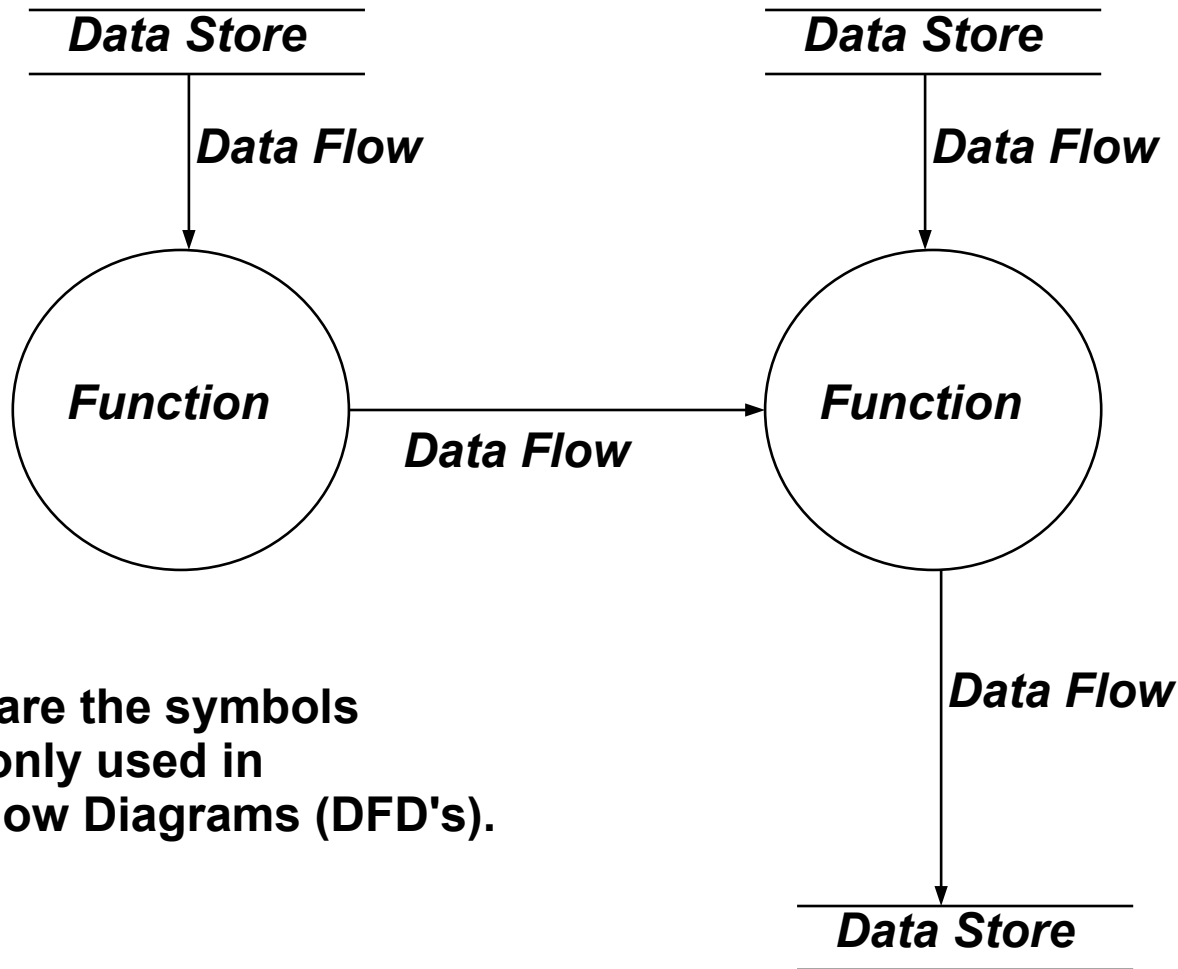 Data Store
Data Store
Data Flow
Data Flow
Function
Function
Data Flow
Data Flow
are the symbols
only used in
ow Diagrams (DFD's).
Data Store